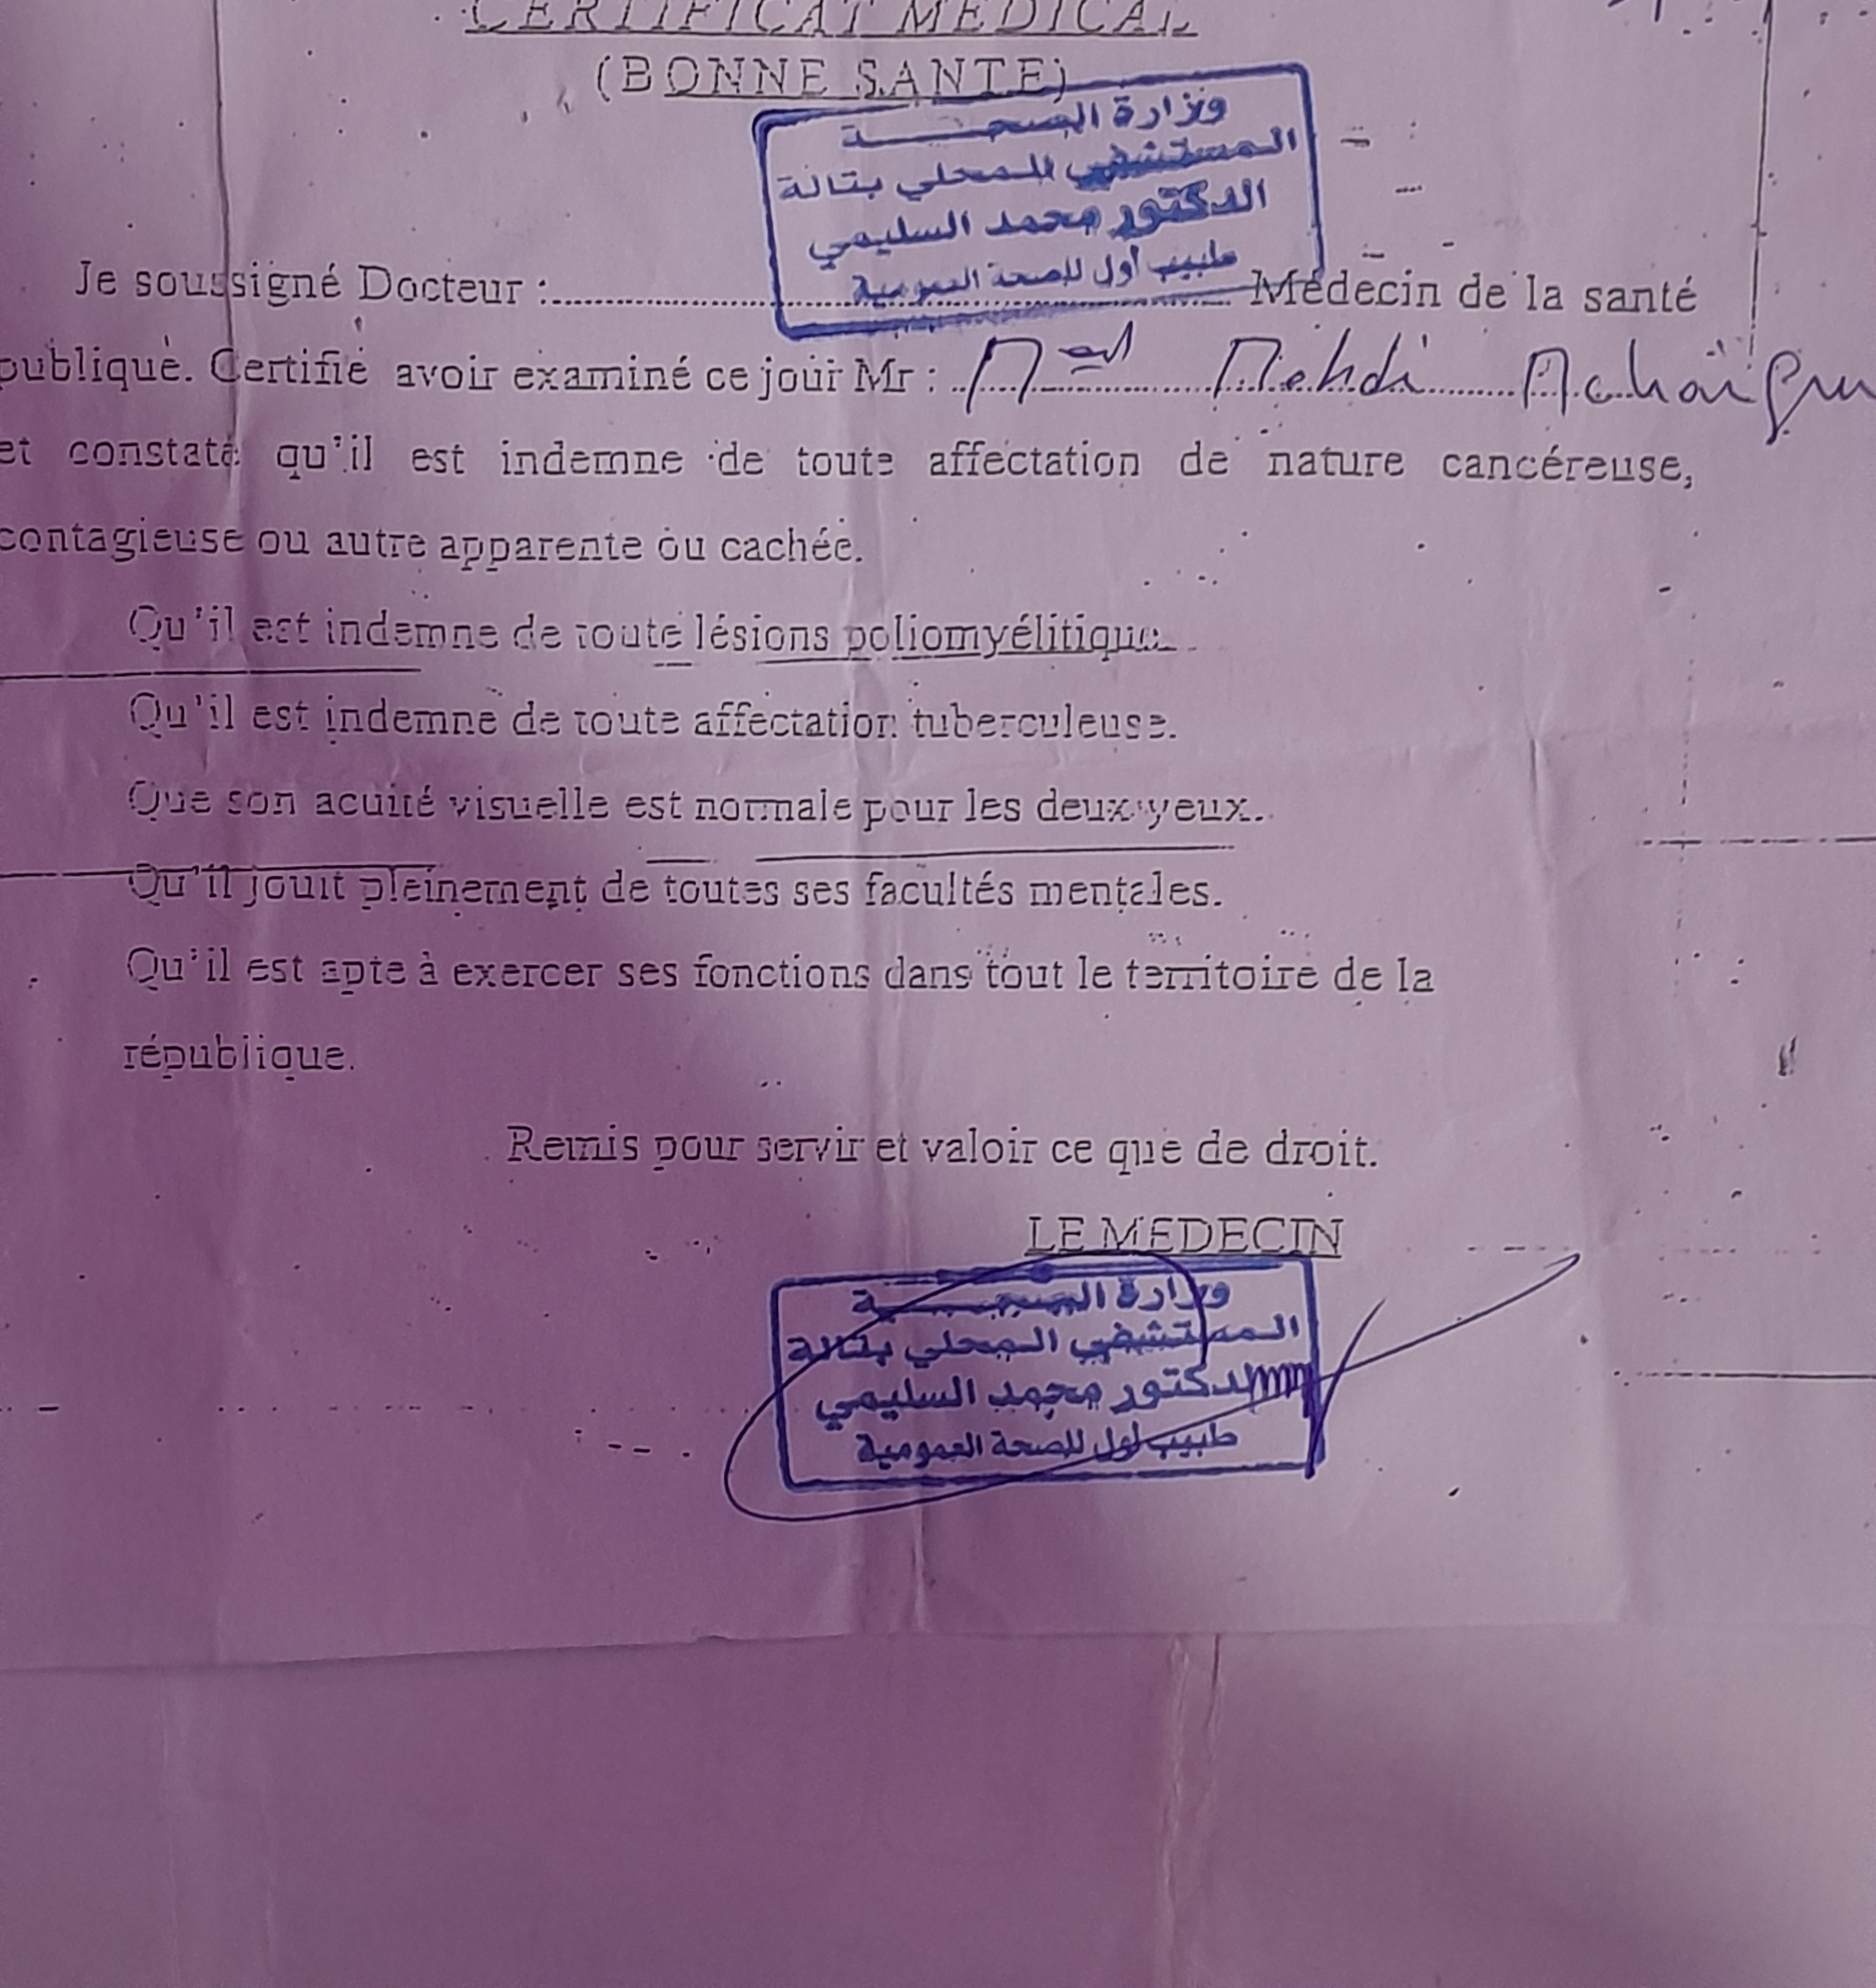 CERTIFICAT MEDICAL
(BONNE SANTE)
وزارة الصحة
المستشفى المحلي بتالة
الدكتور محمد السليمي
طبيب أول للصحة العمومية
Je soussigné Docteur :........................ Médecin de la santé
publique. Certifie avoir examiné ce jour Mr : Med Mehdi
et constate qu'il est indemne de toute affectation de nature cancéreuse,
contagieuse ou autre apparente ou cachée.
Qu'il est indemne de toute lésions poliomyélitique.
Qu'il est indemne de toute affectation tuberculeuse.
Que son acuité visuelle est normale pour les deux yeux.
Qu'il jouit pleinement de toutes ses facultés mentales.
Qu'il est apte à exercer ses fonctions dans tout le territoire de la
république.
Remis pour servir et valoir ce que de droit.
LE MEDECIN
وزارة الصحة
المستشفى المحلي بتالة
الدكتور محمد السليمي
طبيب أول للصحة العمومية